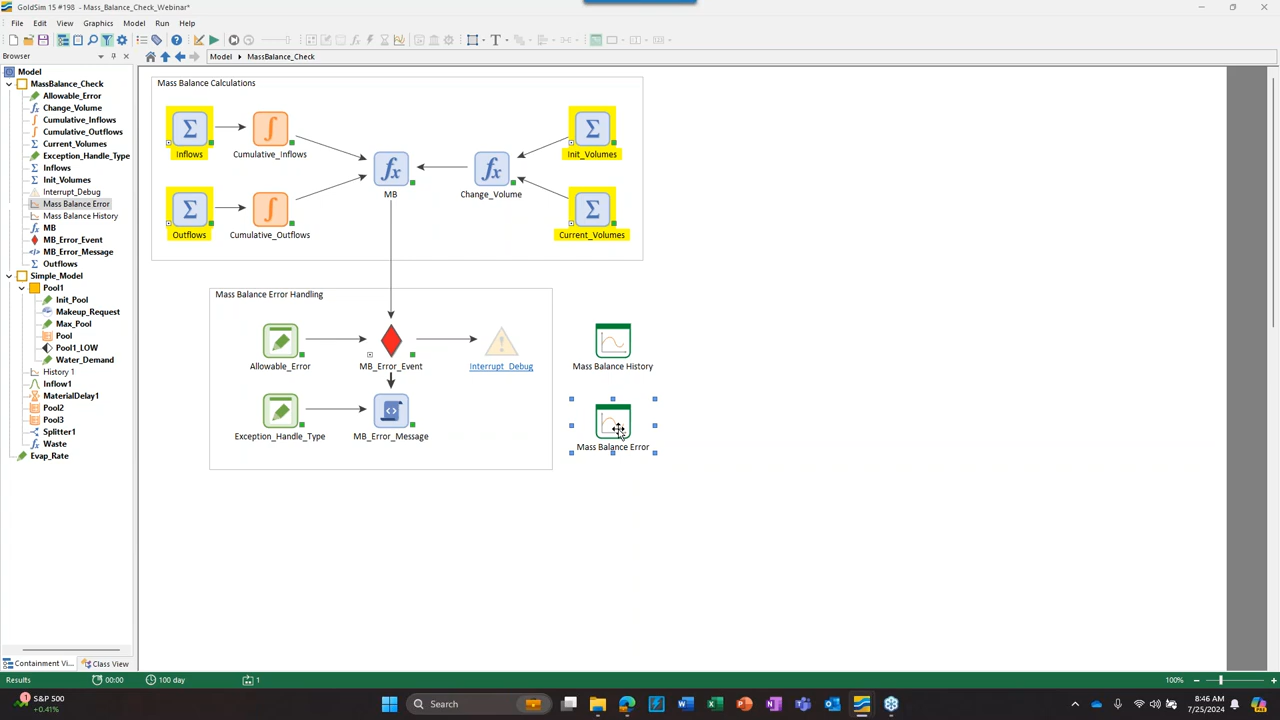 GoldSim 15 #198 - Mass_Balance_Check_Webinar*
File Edit View Graphics Model Run Help
Browser
Model MassBalance_Check
Model
MassBalance_Check
Allowable_Error
Change_Volume
Cumulative_Inflows
Cumulative_Outflows
Current_Volumes
Exception_Handle_Type
Inflows
Init_Volumes
Interrupt_Debug
Mass Balance Error
Mass Balance History
MB
MB_Error_Event
MB_Error_Message
Outflows
Simple_Model
Pool1
Init_Pool
Makeup_Request
Max_Pool
Pool
Pool1_LOW
Water_Demand
History 1
Inflow1
MaterialDelay1
Pool2
Pool3
Splitter1
Waste
Evap_Rate
Containment Vi...
Class View
Mass Balance Calculations
Inflows
Cumulative_Inflows
Init_Volumes
MB
Change_Volume
Outflows
Cumulative_Outflows
Current_Volumes
Mass Balance Error Handling
Allowable_Error
MB_Error_Event
Interrupt_Debug
Mass Balance History
Exception_Handle_Type
MB_Error_Message
Mass Balance Error
Results 00:00 100 day 1 100%
S&P 500
+0.41%
1
Search
8:46 AM
7/25/2024